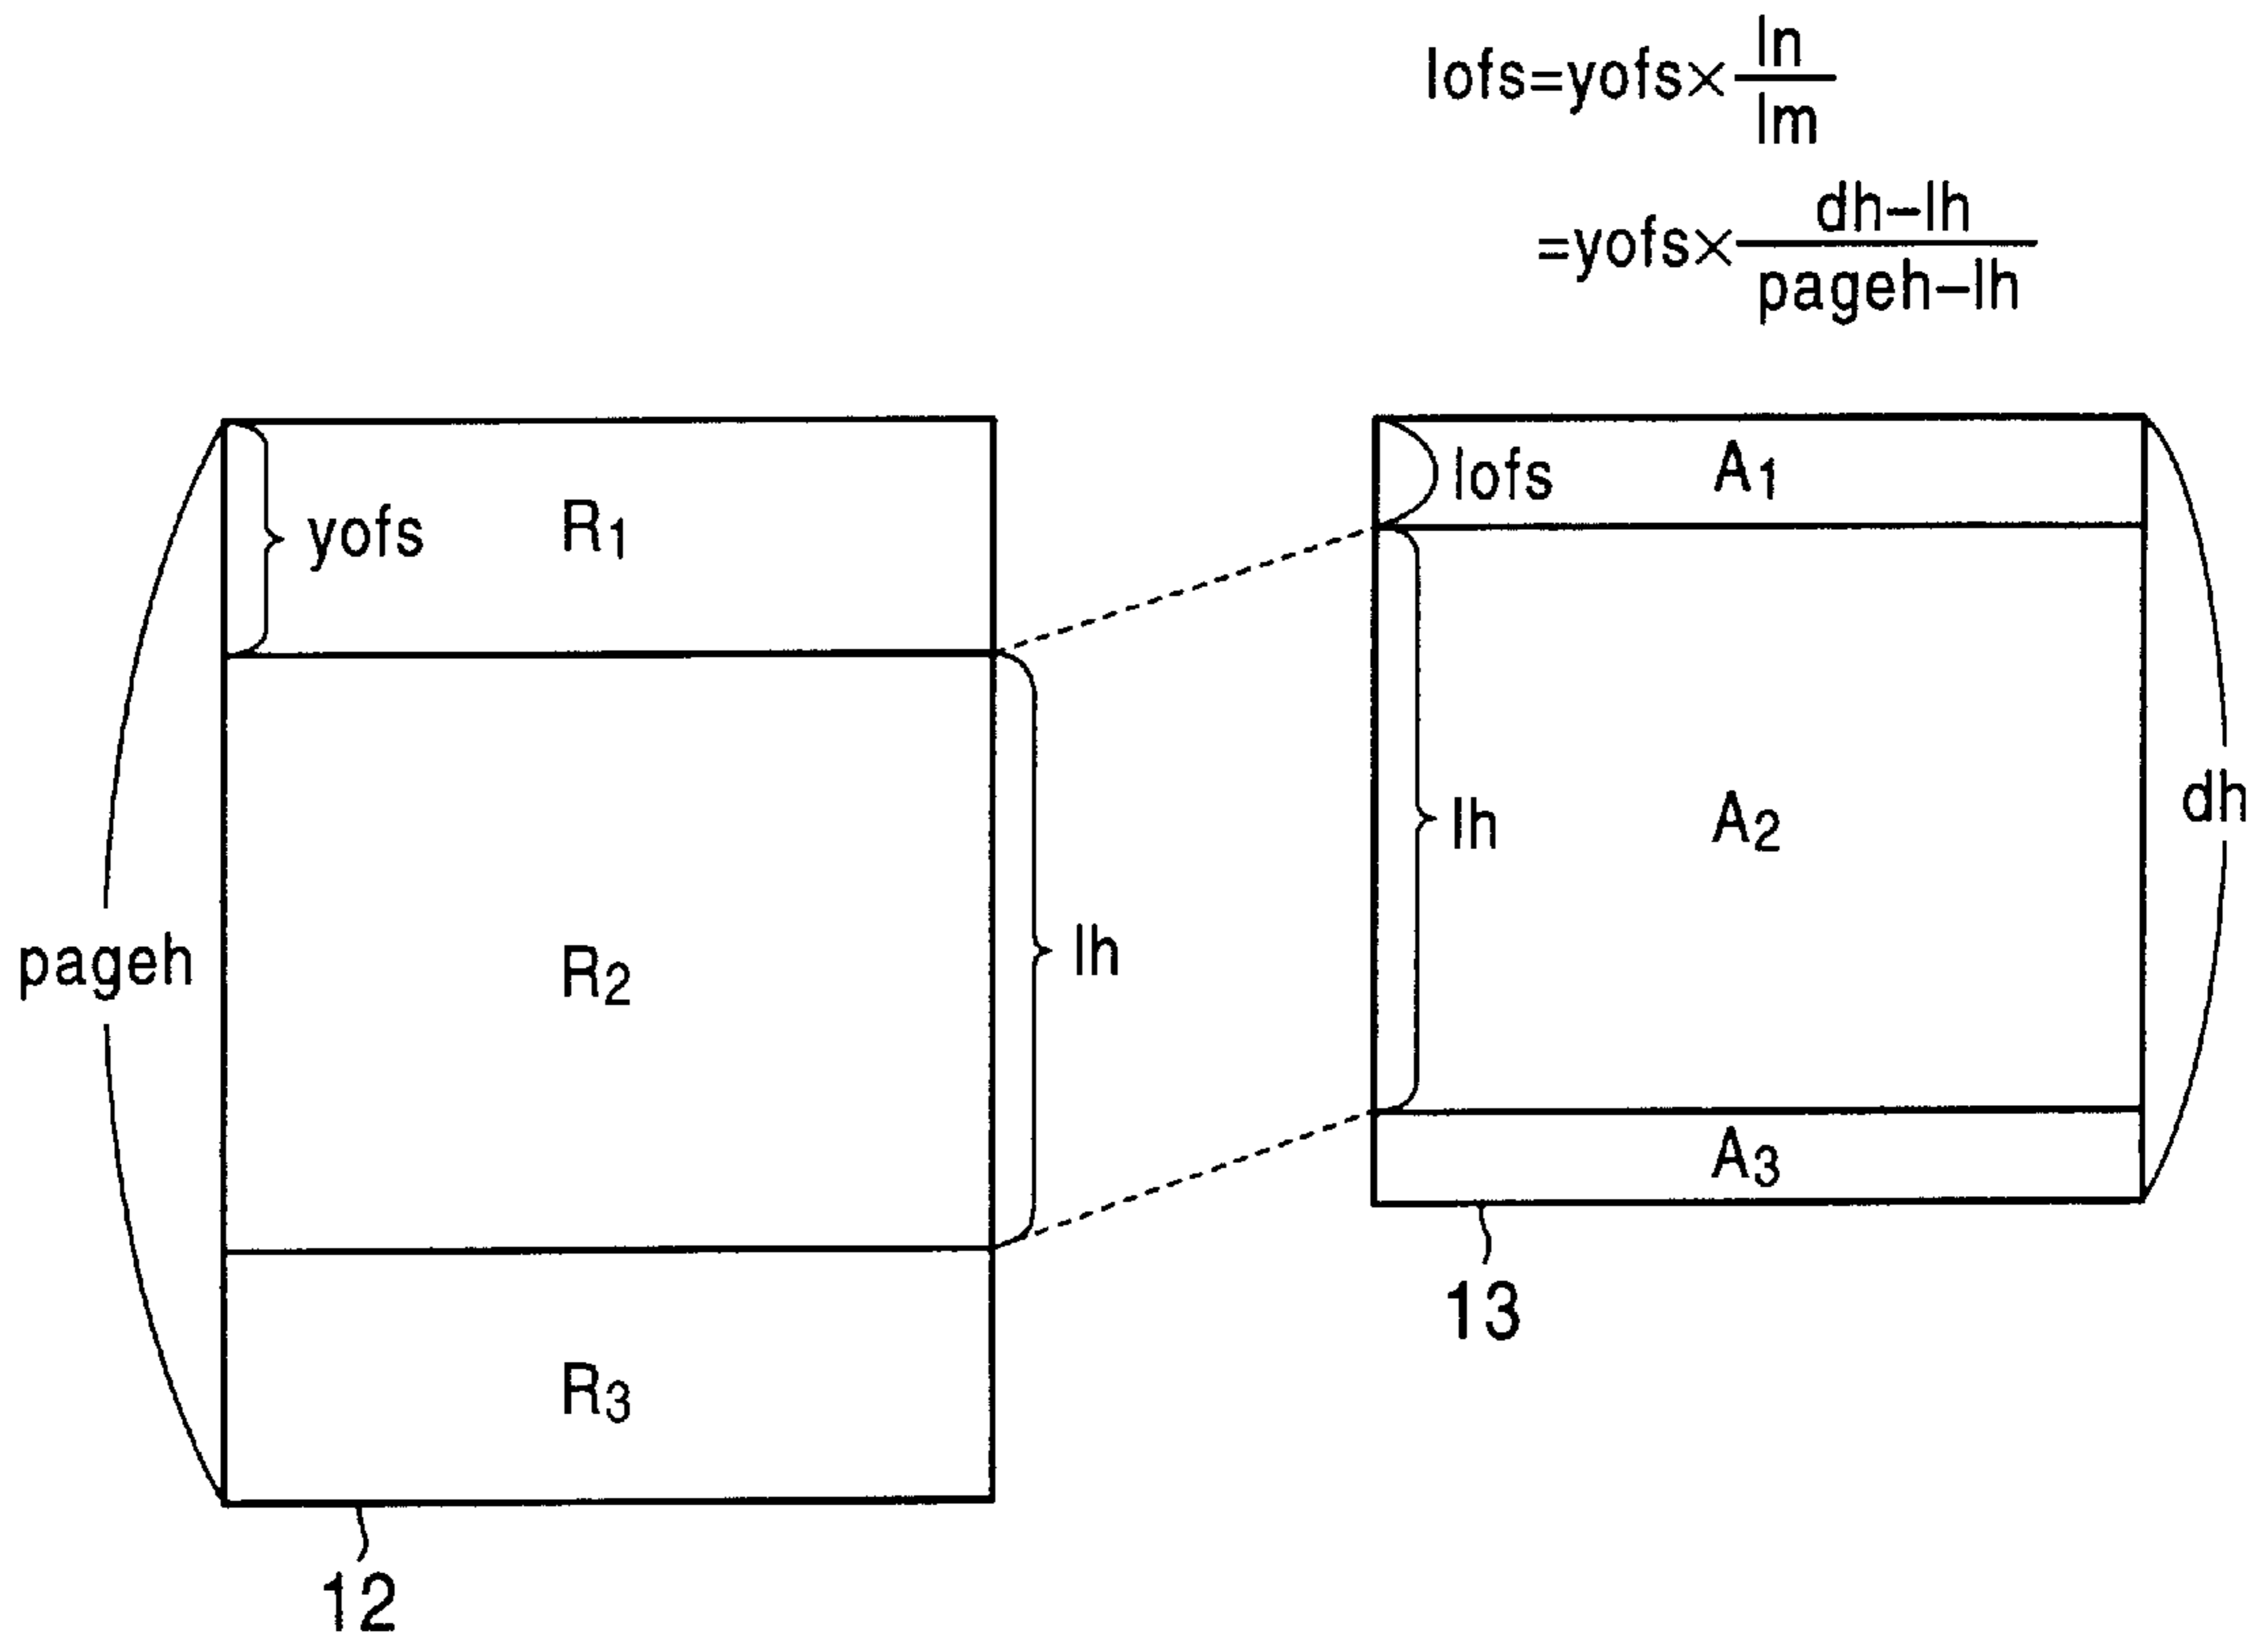 lofs=yofs×ln/lm
=yofs×dh–lh/pageh–lh
yofs
R1
lofs
A1
lh
A2
dh
pageh
R2
lh
A3
13
R3
12